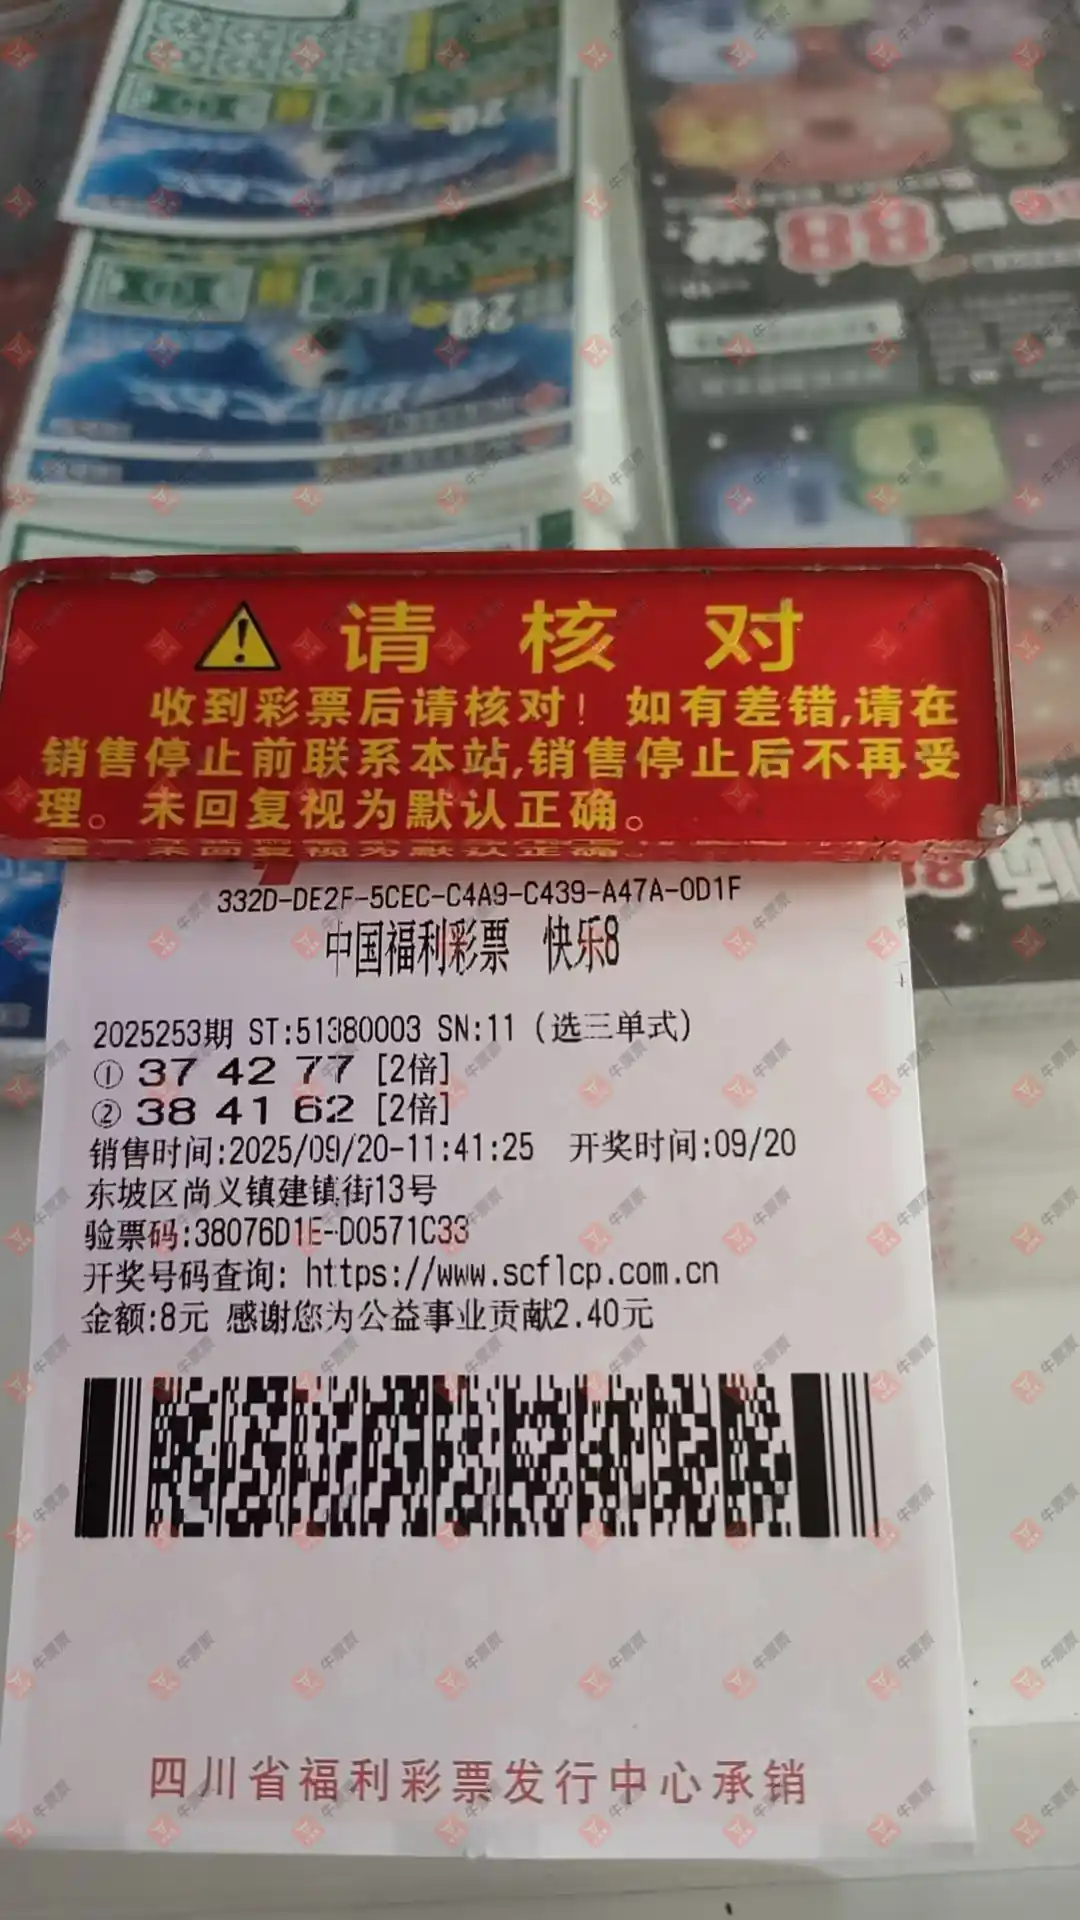 请 核 对
收到彩票后请核对！如有差错,请在
销售停止前联系本站,销售停止后不再受
理。未回复视为默认正确。
332D-DE2F-5CEC-C4A9-C439-A47A-0D1F
中国福利彩票 快乐8
2025253期 ST:51380003 SN:11 (选三单式)
① 37 42 77 [2倍]
② 38 41 62 [2倍]
销售时间:2025/09/20-11:41:25 开奖时间:09/20
东坡区尚义镇建镇街13号
验票码:38076D1E-D0571C33
开奖号码查询: https://www.scflcp.com.cn
金额:8元 感谢您为公益事业贡献2.40元
四川省福利彩票发行中心承销
牛票票